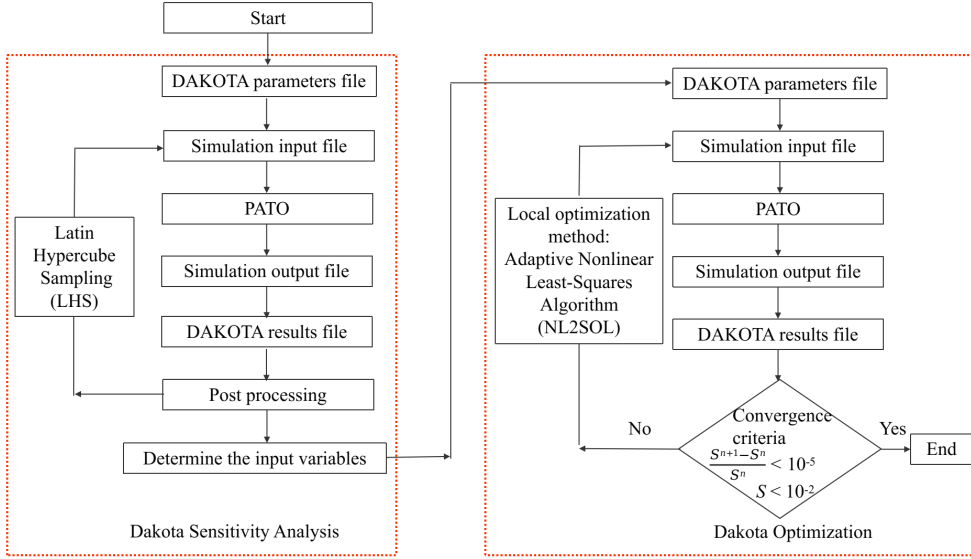 Start
DAKOTA parameters file
Simulation input file
PATO
Simulation output file
DAKOTA results file
Post processing
Determine the input variables
Latin
Hypercube
Sampling
(LHS)
Dakota Sensitivity Analysis
DAKOTA parameters file
Simulation input file
PATO
Simulation output file
DAKOTA results file
Local optimization
method:
Adaptive Nonlinear
Least-Squares
Algorithm
(NL2SOL)
Convergence
criteria
(Sⁿ⁺¹−Sⁿ)/Sⁿ < 10⁻⁵
S < 10⁻²
No
Yes
End
Dakota Optimization